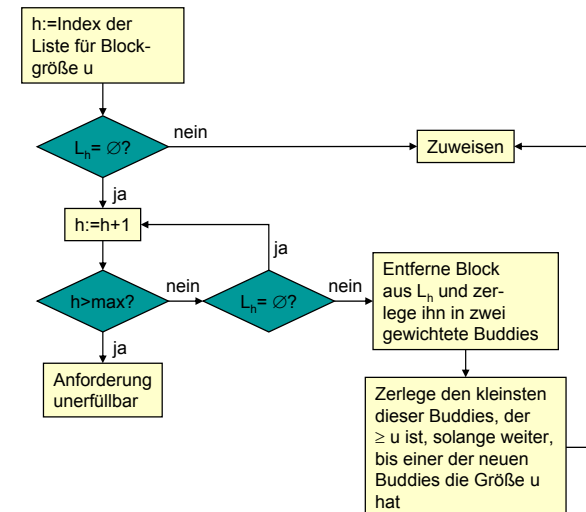 h:=Index der
Liste für Block-
größe u
L_h= ∅?
nein
Zuweisen
ja
h:=h+1
ja
h>max?
nein
L_h= ∅?
nein
Entferne Block
aus L_h und zer-
lege ihn in zwei
gewichtete Buddies
ja
Anforderung
unerfüllbar
Zerlege den kleinsten
dieser Buddies, der
≥ u ist, solange weiter,
bis einer der neuen
Buddies die Größe u
hat